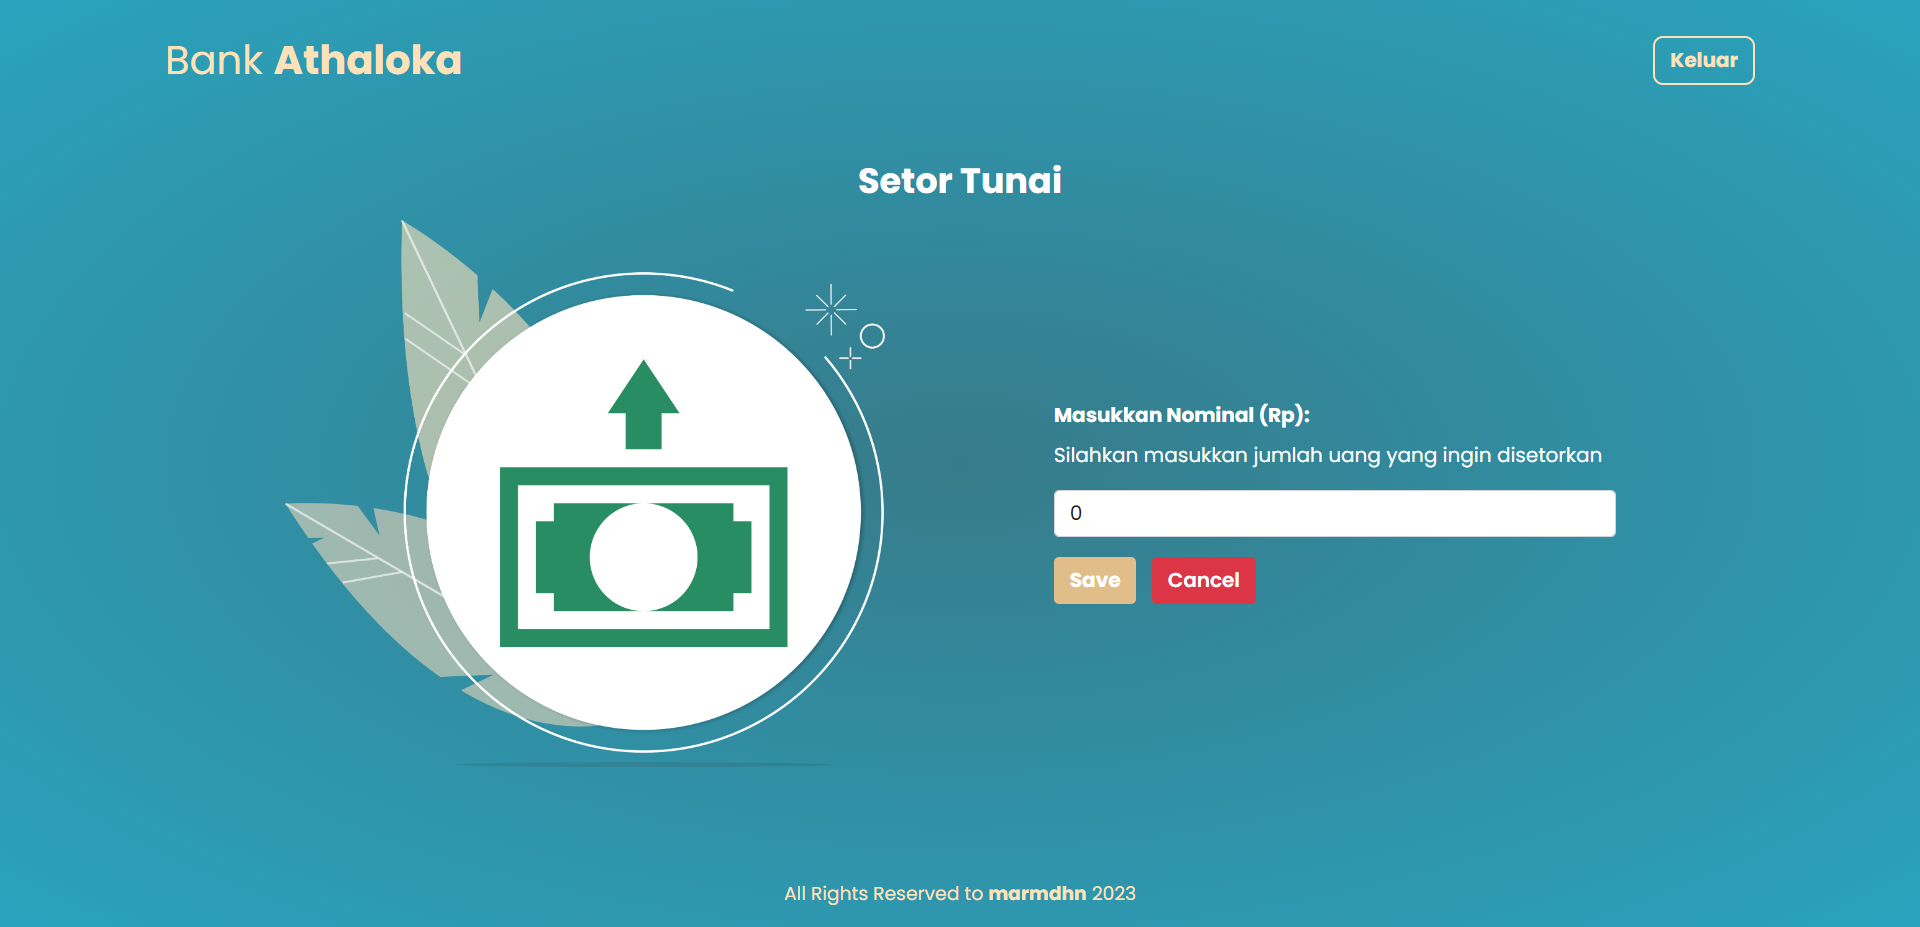 Bank Athaloka
Keluar
Setor Tunai
Masukkan Nominal (Rp):
Silahkan masukkan jumlah uang yang ingin disetorkan
0
Save
Cancel
All Rights Reserved to marmdhn 2023